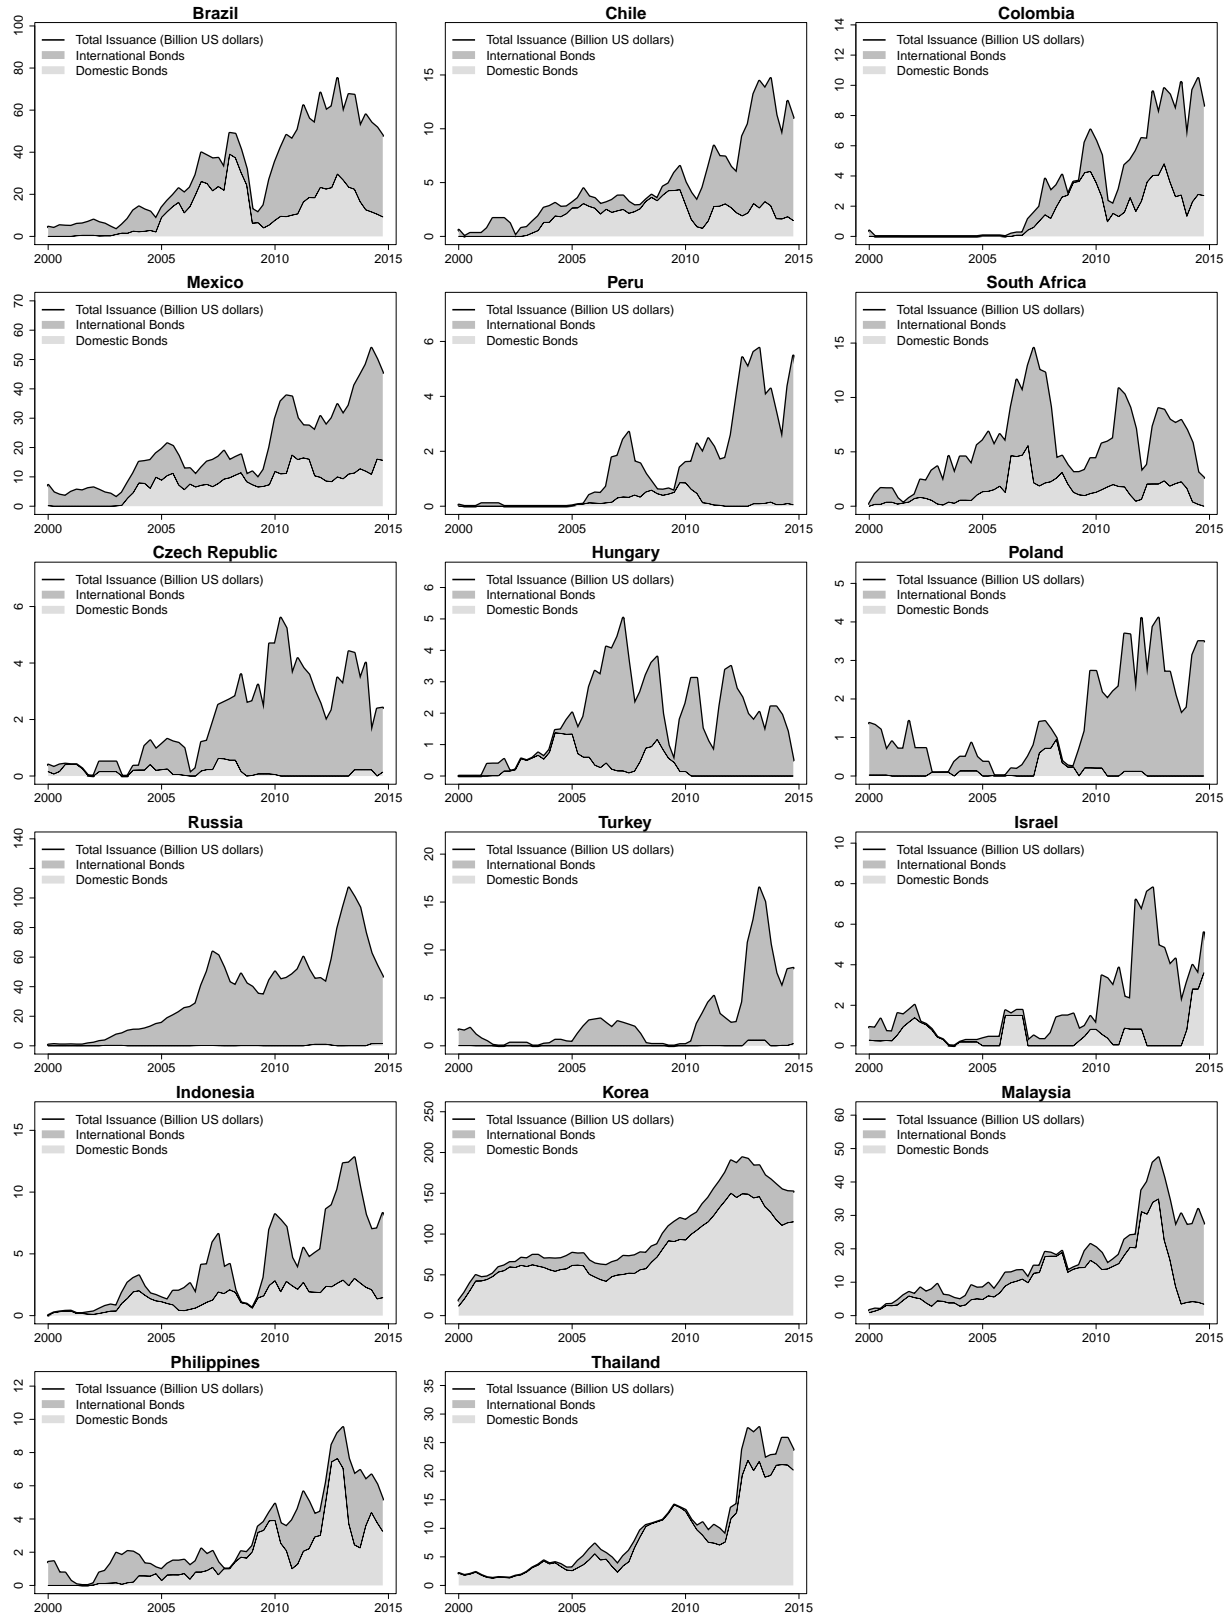 Brazil
Total Issuance (Billion US dollars)
International Bonds
Domestic Bonds
0 20 40 60 80 100
2000 2005 2010 2015
Chile
Total Issuance (Billion US dollars)
International Bonds
Domestic Bonds
0 5 10 15
2000 2005 2010 2015
Colombia
Total Issuance (Billion US dollars)
International Bonds
Domestic Bonds
0 2 4 6 8 10 12 14
2000 2005 2010 2015
Mexico
Total Issuance (Billion US dollars)
International Bonds
Domestic Bonds
0 10 20 30 40 50 60 70
2000 2005 2010 2015
Peru
Total Issuance (Billion US dollars)
International Bonds
Domestic Bonds
0 2 4 6
2000 2005 2010 2015
South Africa
Total Issuance (Billion US dollars)
International Bonds
Domestic Bonds
0 5 10 15
2000 2005 2010 2015
Czech Republic
Total Issuance (Billion US dollars)
International Bonds
Domestic Bonds
0 2 4 6
2000 2005 2010 2015
Hungary
Total Issuance (Billion US dollars)
International Bonds
Domestic Bonds
0 1 2 3 4 5 6
2000 2005 2010 2015
Poland
Total Issuance (Billion US dollars)
International Bonds
Domestic Bonds
0 1 2 3 4 5
2000 2005 2010 2015
Russia
Total Issuance (Billion US dollars)
International Bonds
Domestic Bonds
0 20 40 60 80 100 140
2000 2005 2010 2015
Turkey
Total Issuance (Billion US dollars)
International Bonds
Domestic Bonds
0 5 10 15 20
2000 2005 2010 2015
Israel
Total Issuance (Billion US dollars)
International Bonds
Domestic Bonds
0 2 4 6 8 10
2000 2005 2010 2015
Indonesia
Total Issuance (Billion US dollars)
International Bonds
Domestic Bonds
0 5 10 15
2000 2005 2010 2015
Korea
Total Issuance (Billion US dollars)
International Bonds
Domestic Bonds
0 50 100 150 200 250
2000 2005 2010 2015
Malaysia
Total Issuance (Billion US dollars)
International Bonds
Domestic Bonds
0 10 20 30 40 50 60
2000 2005 2010 2015
Philippines
Total Issuance (Billion US dollars)
International Bonds
Domestic Bonds
0 2 4 6 8 10 12
2000 2005 2010 2015
Thailand
Total Issuance (Billion US dollars)
International Bonds
Domestic Bonds
0 5 10 15 20 25 30 35
2000 2005 2010 2015